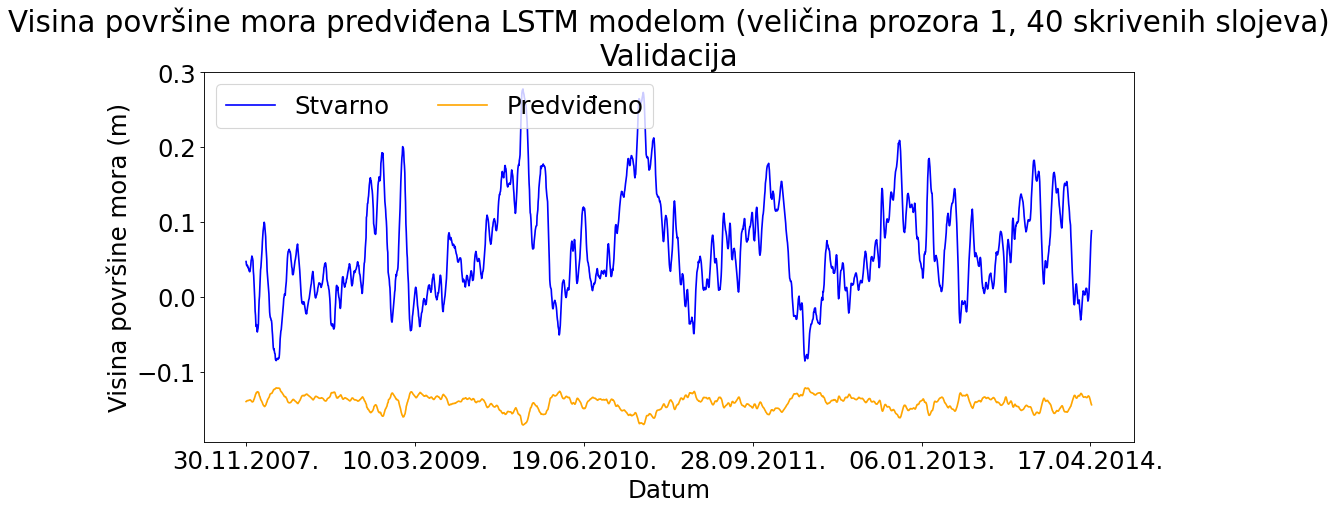 Visina površine mora predviđena LSTM modelom (veličina prozora 1, 40 skrivenih slojeva)
Validacija
Stvarno Predviđeno
Visina površine mora (m)
0.3
0.2
0.1
0.0
−0.1
30.11.2007. 10.03.2009. 19.06.2010. 28.09.2011. 06.01.2013. 17.04.2014.
Datum